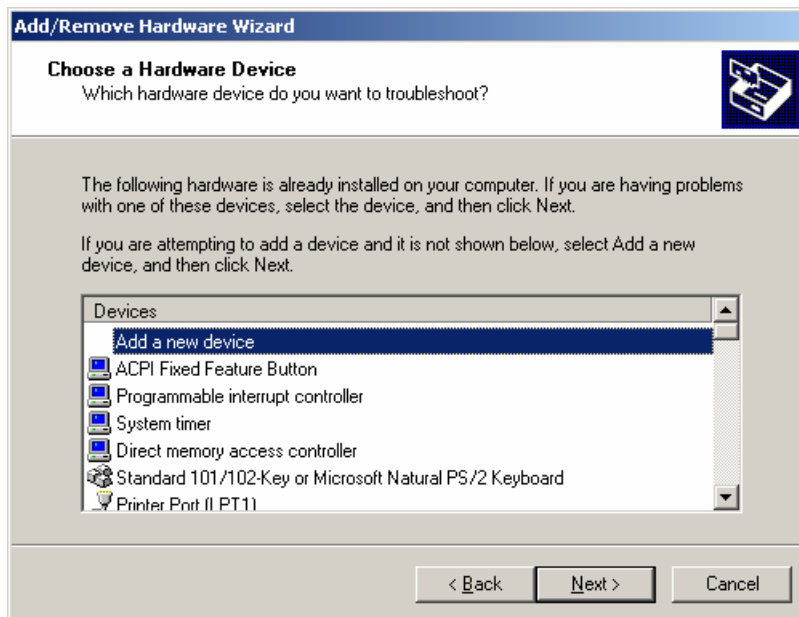 Add/Remove Hardware Wizard
Choose a Hardware Device
Which hardware device do you want to troubleshoot?
The following hardware is already installed on your computer. If you are having problems
with one of these devices, select the device, and then click Next.
If you are attempting to add a device and it is not shown below, select Add a new
device, and then click Next.
Devices
Add a new device
ACPI Fixed Feature Button
Programmable interrupt controller
System timer
Direct memory access controller
Standard 101/102-Key or Microsoft Natural PS/2 Keyboard
Printer Port (LPT1)
< Back Next > Cancel